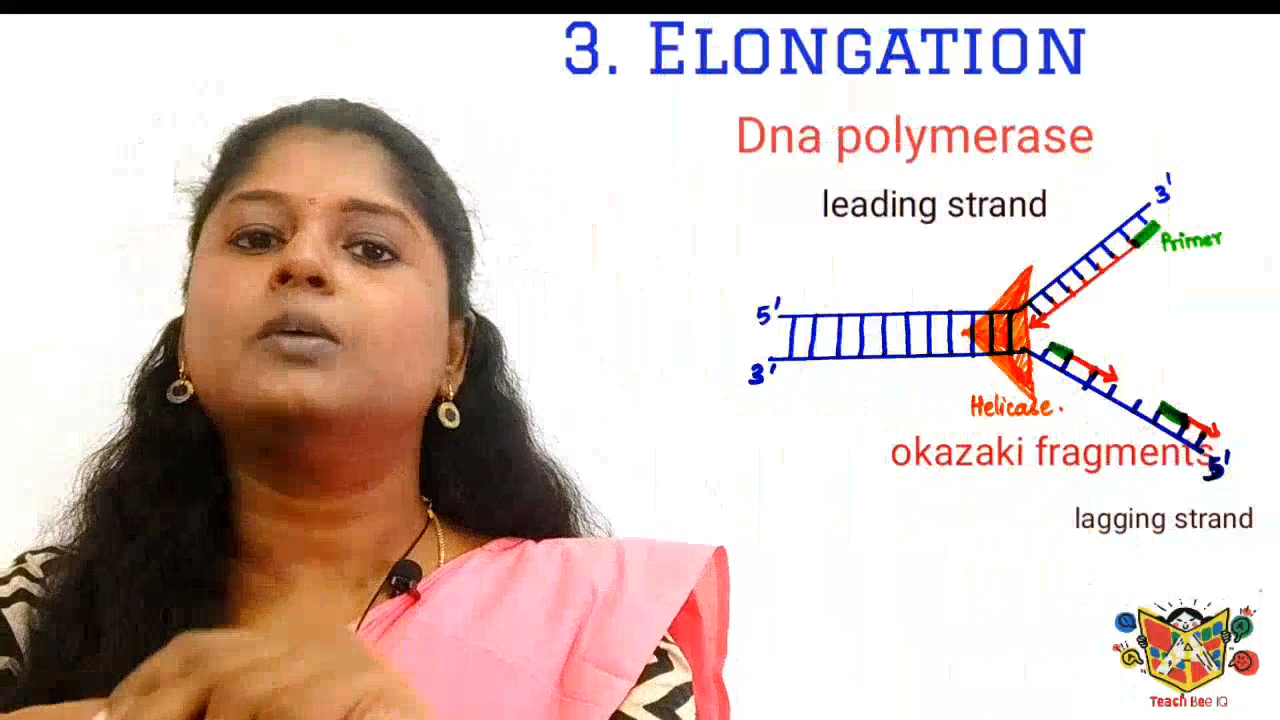 3. ELONGATION
Dna polymerase
leading strand
3'
Primer
5'
3'
Helicase.
okazaki fragments
5'
lagging strand
Teach Bee IQ